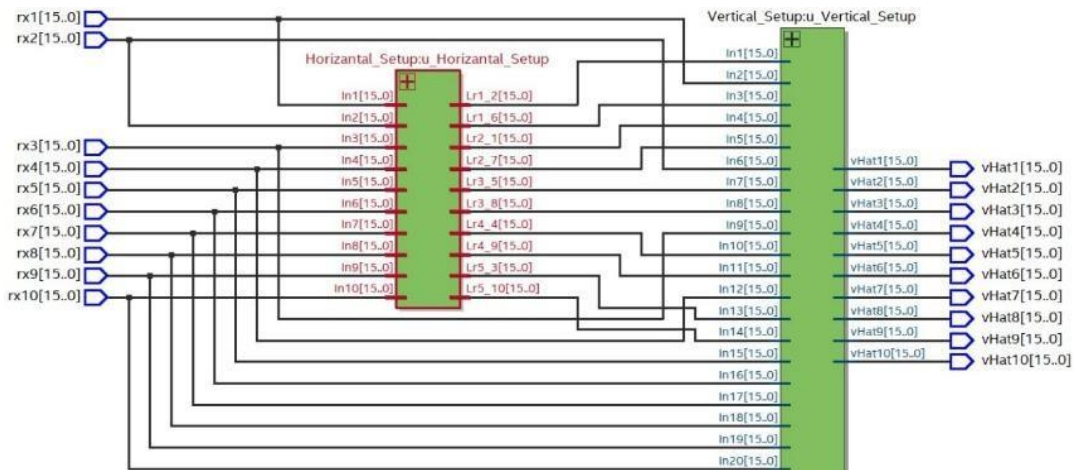 rx1[15..0]
rx2[15..0]
rx3[15..0]
rx4[15..0]
rx5[15..0]
rx6[15..0]
rx7[15..0]
rx8[15..0]
rx9[15..0]
rx10[15..0]
Horizantal_Setup:u_Horizantal_Setup
In1[15..0]
In2[15..0]
In3[15..0]
In4[15..0]
In5[15..0]
In6[15..0]
In7[15..0]
In8[15..0]
In9[15..0]
In10[15..0]
Lr1_2[15..0]
Lr1_6[15..0]
Lr2_1[15..0]
Lr2_7[15..0]
Lr3_5[15..0]
Lr3_8[15..0]
Lr4_4[15..0]
Lr4_9[15..0]
Lr5_3[15..0]
Lr5_10[15..0]
Vertical_Setup:u_Vertical_Setup
In1[15..0]
In2[15..0]
In3[15..0]
In4[15..0]
In5[15..0]
In6[15..0]
In7[15..0]
In8[15..0]
In9[15..0]
In10[15..0]
In11[15..0]
In12[15..0]
In13[15..0]
In14[15..0]
In15[15..0]
In16[15..0]
In17[15..0]
In18[15..0]
In19[15..0]
In20[15..0]
vHat1[15..0]
vHat2[15..0]
vHat3[15..0]
vHat4[15..0]
vHat5[15..0]
vHat6[15..0]
vHat7[15..0]
vHat8[15..0]
vHat9[15..0]
vHat10[15..0]
vHat1[15..0]
vHat2[15..0]
vHat3[15..0]
vHat4[15..0]
vHat5[15..0]
vHat6[15..0]
vHat7[15..0]
vHat8[15..0]
vHat9[15..0]
vHat10[15..0]